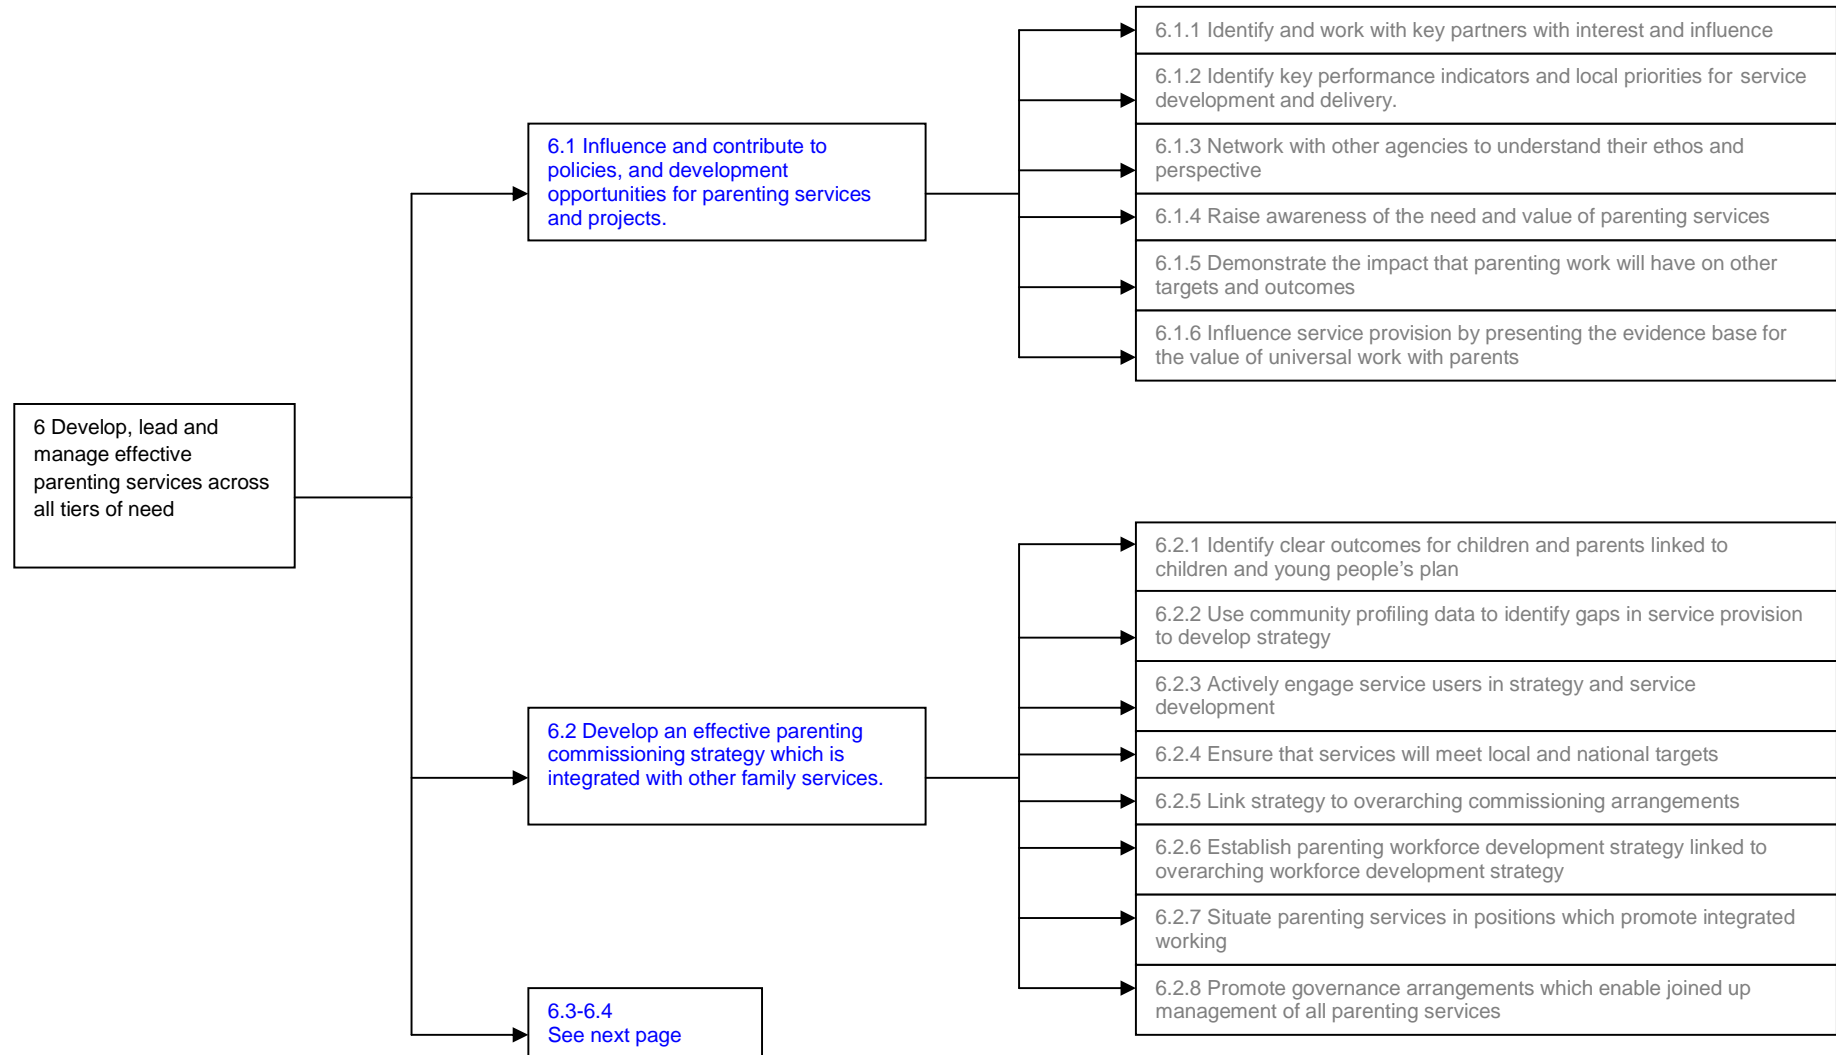 6 Develop, lead and
manage effective
parenting services across
all tiers of need
6.1 Influence and contribute to
policies, and development
opportunities for parenting services
and projects.
6.1.1 Identify and work with key partners with interest and influence
6.1.2 Identify key performance indicators and local priorities for service
development and delivery.
6.1.3 Network with other agencies to understand their ethos and
perspective
6.1.4 Raise awareness of the need and value of parenting services
6.1.5 Demonstrate the impact that parenting work will have on other
targets and outcomes
6.1.6 Influence service provision by presenting the evidence base for
the value of universal work with parents
6.2 Develop an effective parenting
commissioning strategy which is
integrated with other family services.
6.2.1 Identify clear outcomes for children and parents linked to
children and young people's plan
6.2.2 Use community profiling data to identify gaps in service provision
to develop strategy
6.2.3 Actively engage service users in strategy and service
development
6.2.4 Ensure that services will meet local and national targets
6.2.5 Link strategy to overarching commissioning arrangements
6.2.6 Establish parenting workforce development strategy linked to
overarching workforce development strategy
6.2.7 Situate parenting services in positions which promote integrated
working
6.2.8 Promote governance arrangements which enable joined up
management of all parenting services
6.3-6.4
See next page